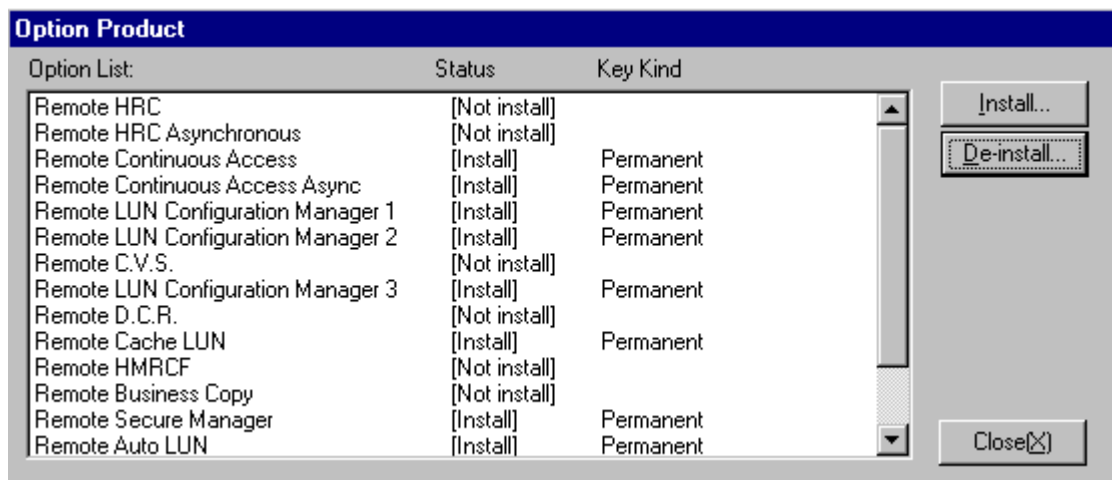 Option Product
Option List: Status Key Kind
Remote HRC [Not install]
Remote HRC Asynchronous [Not install]
Remote Continuous Access [Install] Permanent
Remote Continuous Access Async [Install] Permanent
Remote LUN Configuration Manager 1 [Install] Permanent
Remote LUN Configuration Manager 2 [Install] Permanent
Remote C.V.S. [Not install]
Remote LUN Configuration Manager 3 [Install] Permanent
Remote D.C.R. [Not install]
Remote Cache LUN [Install] Permanent
Remote HMRCF [Not install]
Remote Business Copy [Not install]
Remote Secure Manager [Install] Permanent
Remote Auto LUN [Install] Permanent
Install...
De-install...
Close(X)